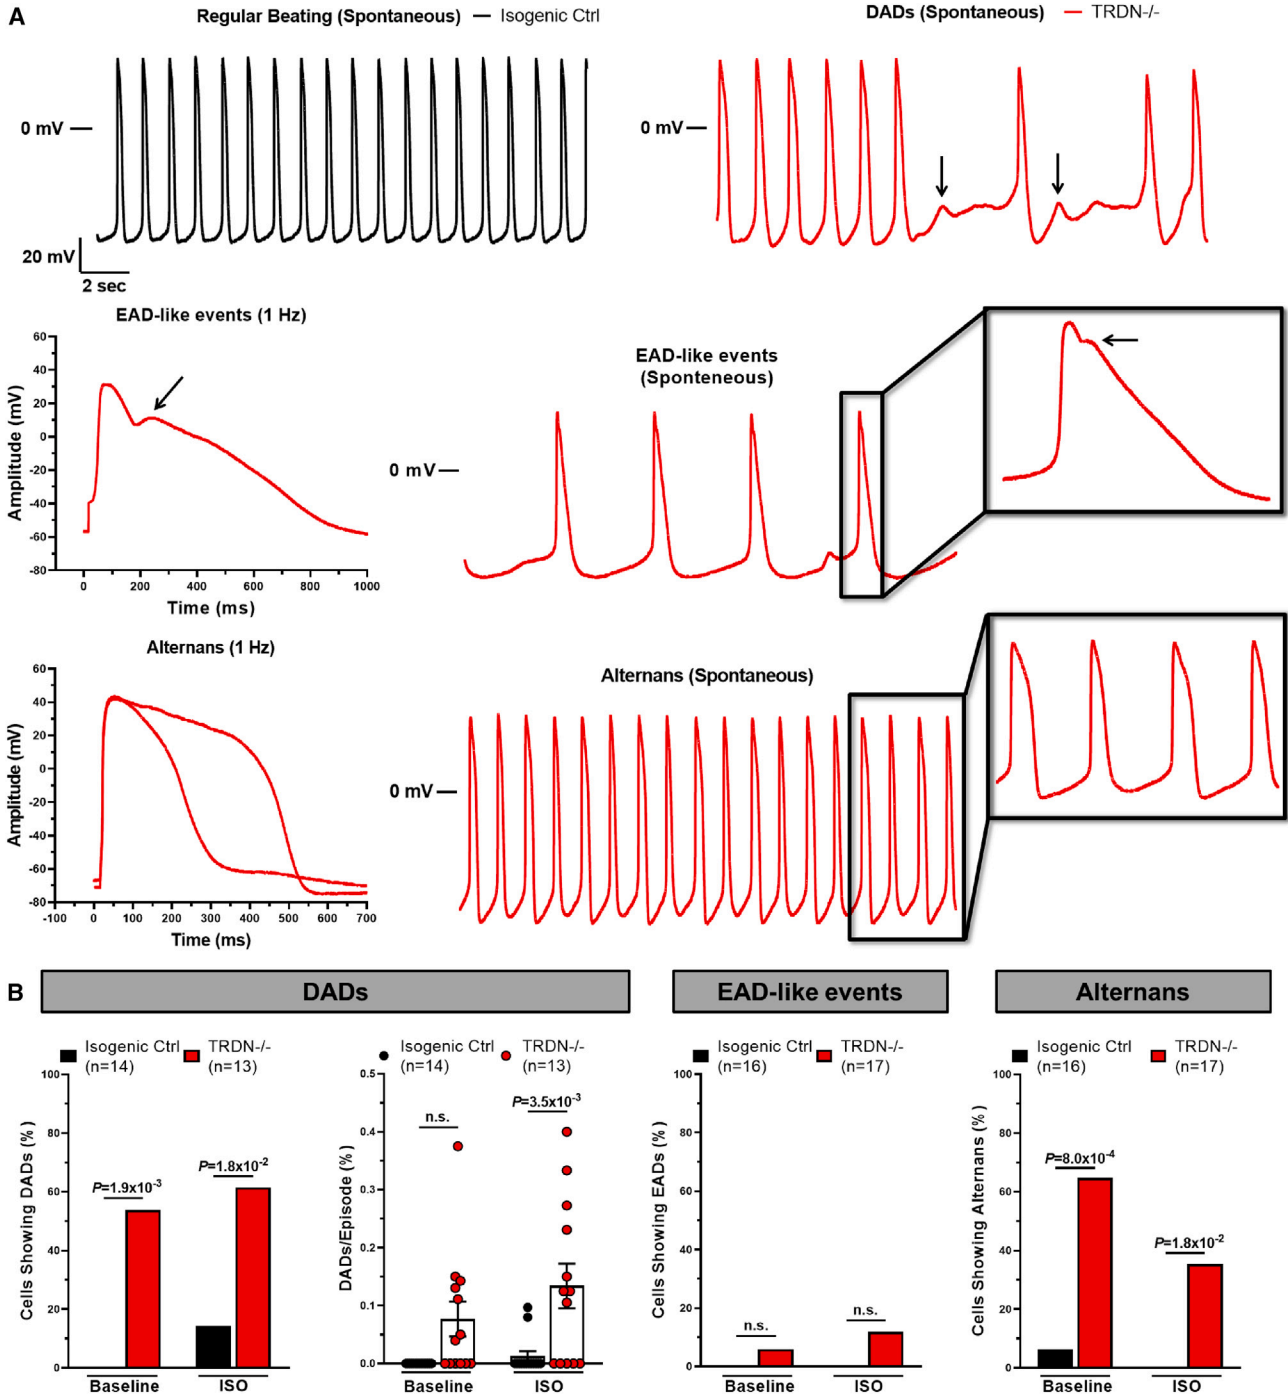 A
Regular Beating (Spontaneous) — Isogenic Ctrl
0 mV
20 mV
2 sec
DADs (Spontaneous) — TRDN-/-
0 mV
EAD-like events (1 Hz)
Amplitude (mV)
60
40
20
0
-20
-40
-60
-80
0 200 400 600 800 1000
Time (ms)
EAD-like events
(Sponteneous)
0 mV
Alternans (1 Hz)
Amplitude (mV)
60
40
20
0
-20
-40
-60
-80
-100 0 100 200 300 400 500 600 700
Time (ms)
Alternans (Spontaneous)
0 mV
B
DADs
Isogenic Ctrl TRDN-/-
(n=14) (n=13)
Cells Showing DADs (%)
100
80
60
40
20
0
P=1.9x10-3
P=1.8x10-2
Baseline ISO
Isogenic Ctrl TRDN-/-
(n=14) (n=13)
DADs/Episode (%)
0.5
0.4
0.3
0.2
0.1
0.0
n.s.
P=3.5x10-3
Baseline ISO
EAD-like events
Isogenic Ctrl TRDN-/-
(n=16) (n=17)
Cells Showing EADs (%)
100
80
60
40
20
0
n.s.
n.s.
Baseline ISO
Alternans
Isogenic Ctrl TRDN-/-
(n=16) (n=17)
Cells Showing Alternans (%)
100
80
60
40
20
0
P=8.0x10-4
P=1.8x10-2
Baseline ISO